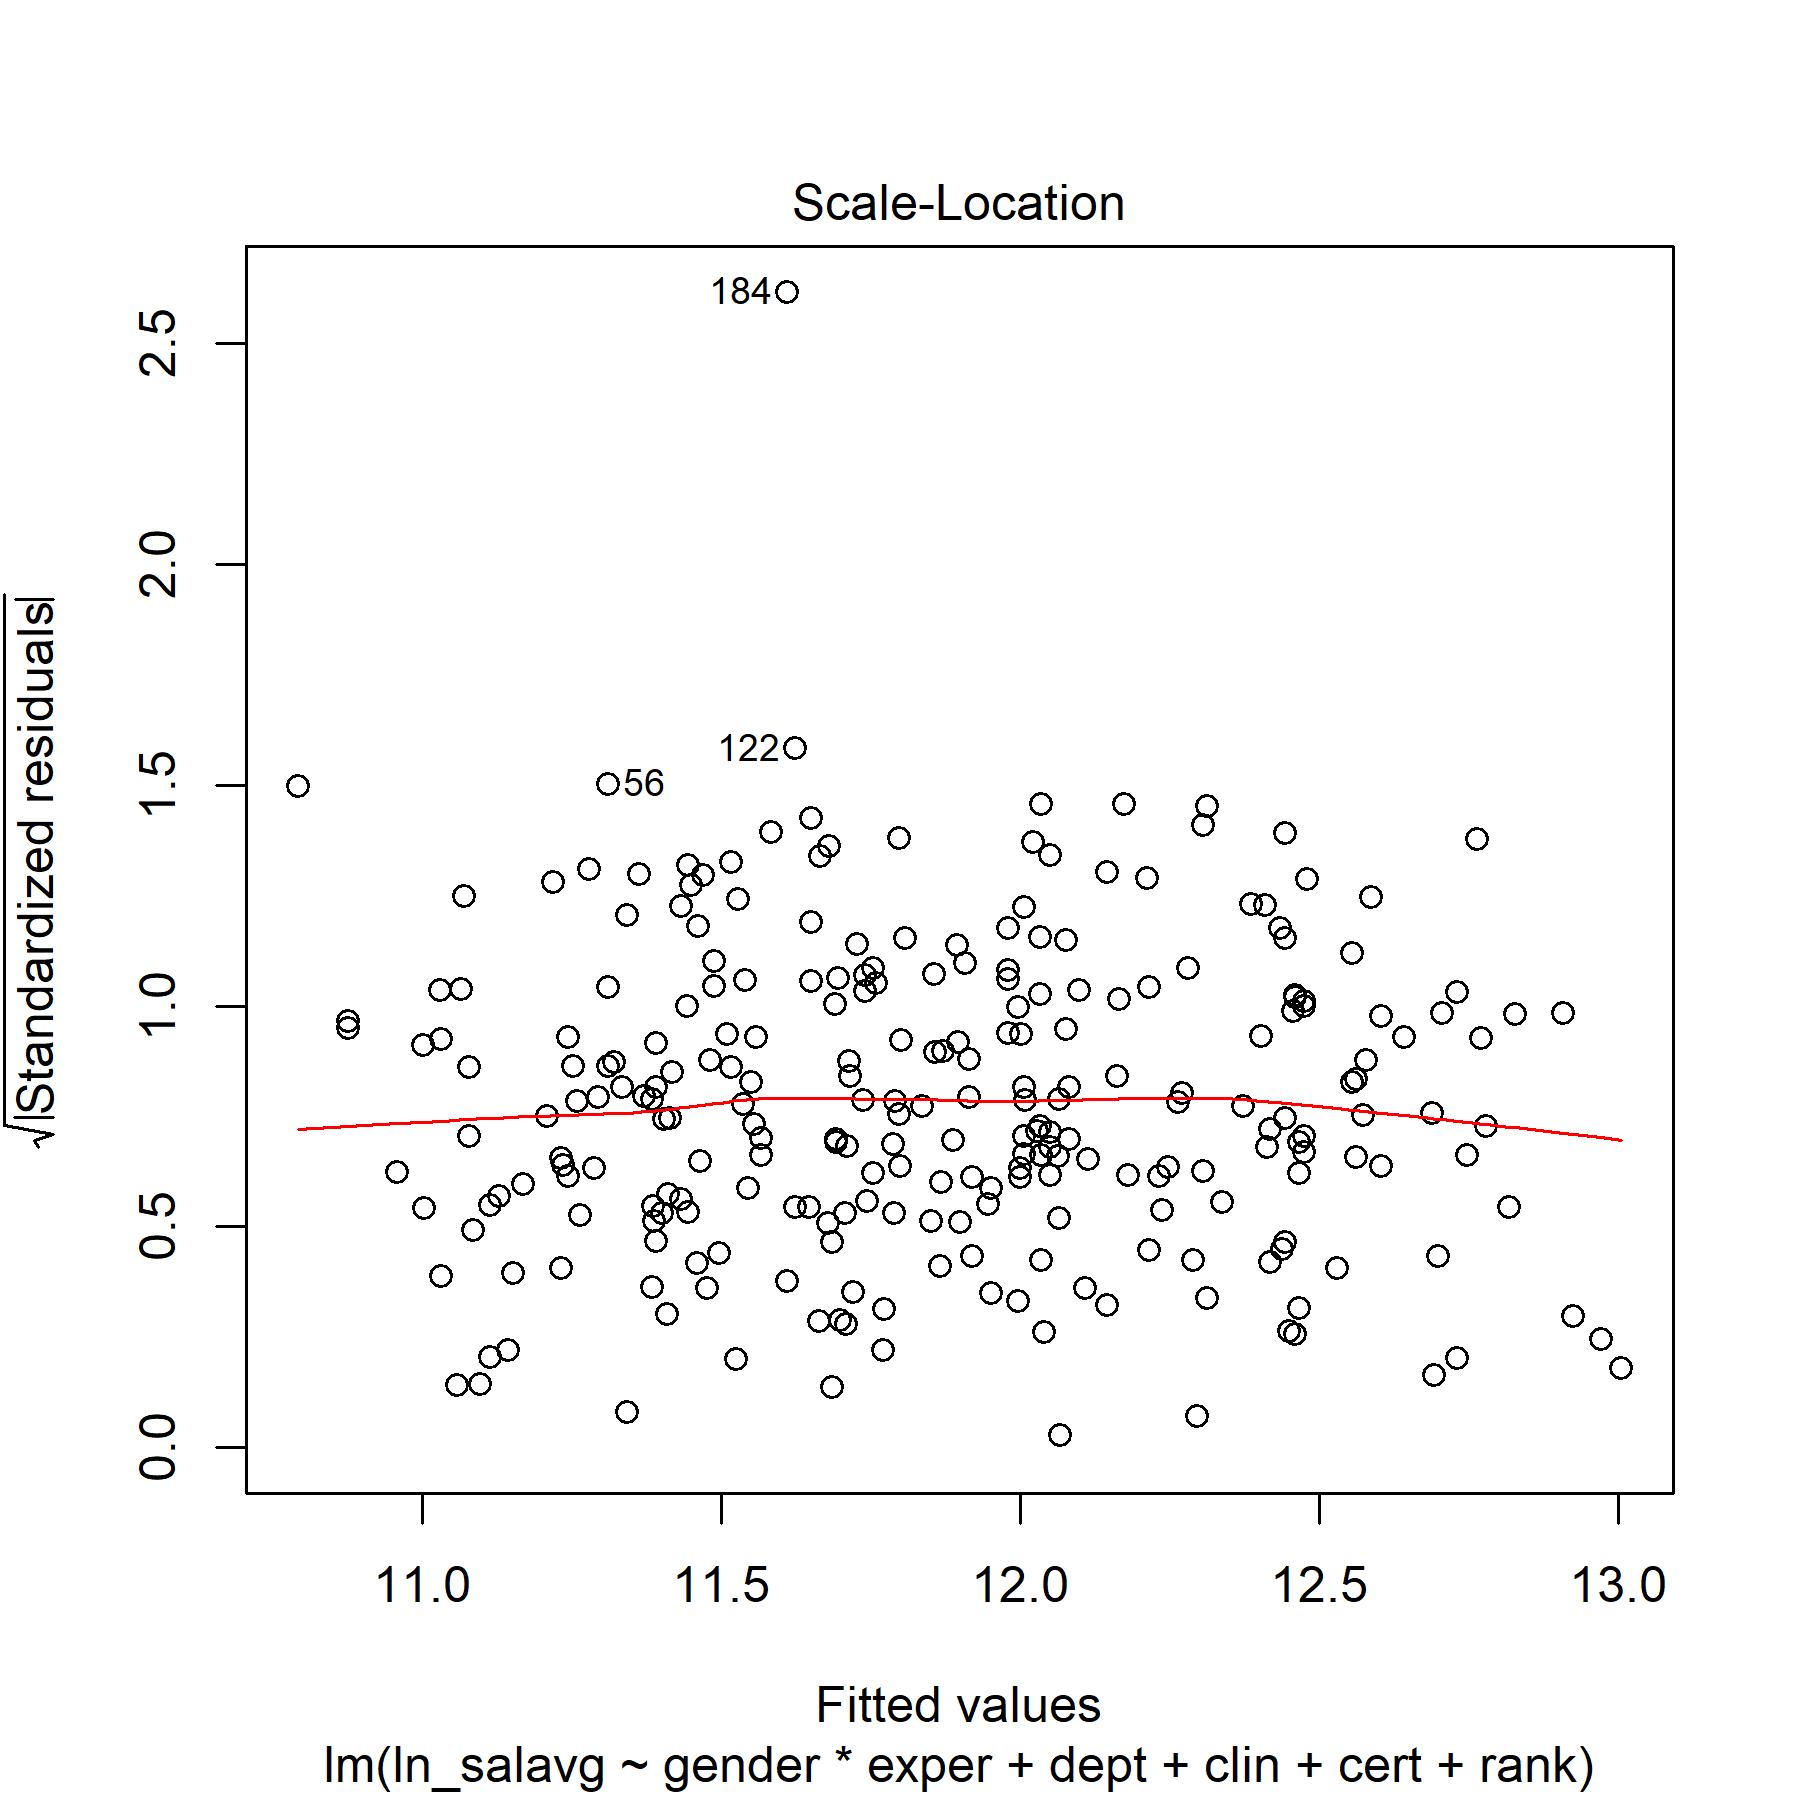 Scale-Location
√|Standardized residuals|
2.5
2.0
1.5
1.0
0.5
0.0
184
122
56
11.0 11.5 12.0 12.5 13.0
Fitted values
lm(ln_salavg ~ gender * exper + dept + clin + cert + rank)